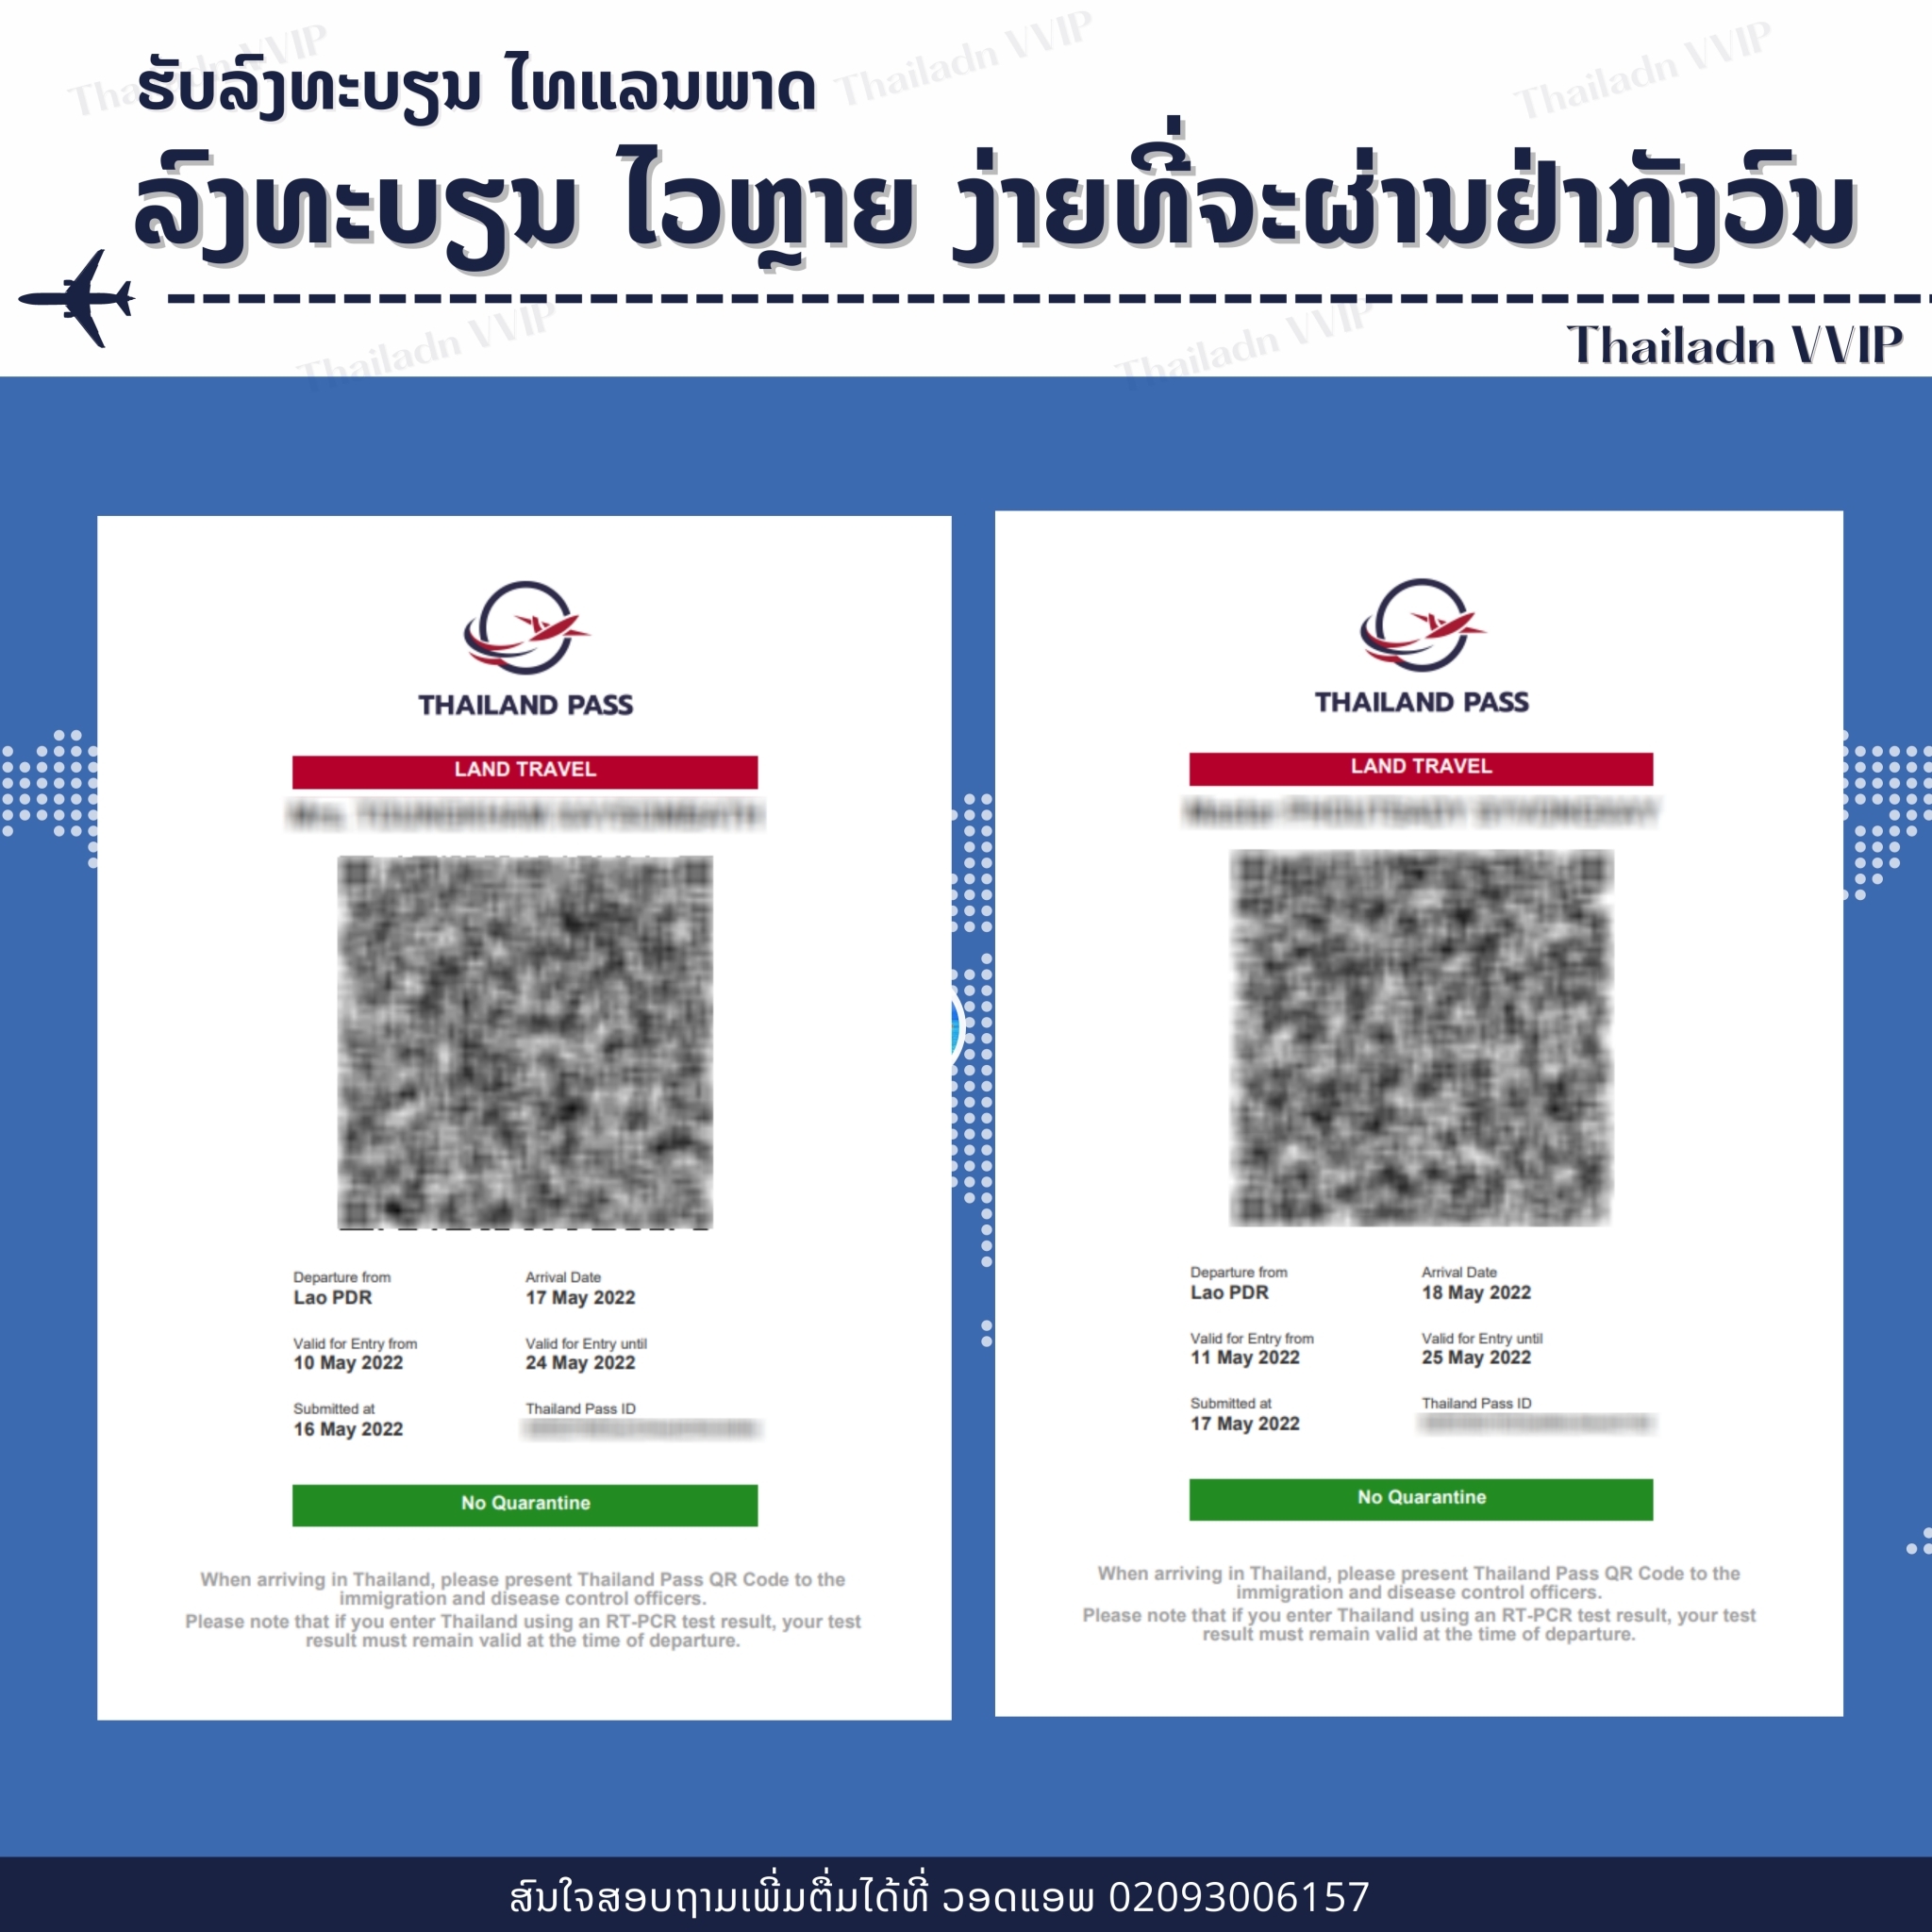 ຮັບລົງທະບຽນ ໄທແລນພາດ
ລົງທະບຽນ ໄວຫຼາຍ ງ່າຍທີ່ຈະຜ່ານຢ່າກັງວົນ
Thailadn VVIP
Thailadn VVIP
Thailadn VVIP
Thailadn VVIP
Thailadn VVIP
Thailadn VVIP
THAILAND PASS
LAND TRAVEL
Departure from
Arrival Date
Lao PDR
17 May 2022
Valid for Entry from
Valid for Entry until
10 May 2022
24 May 2022
Submitted at
Thailand Pass ID
16 May 2022
No Quarantine
When arriving in Thailand, please present Thailand Pass QR Code to the
immigration and disease control officers.
Please note that if you enter Thailand using an RT-PCR test result, your test
result must remain valid at the time of departure.
THAILAND PASS
LAND TRAVEL
Departure from
Arrival Date
Lao PDR
18 May 2022
Valid for Entry from
Valid for Entry until
11 May 2022
25 May 2022
Submitted at
Thailand Pass ID
17 May 2022
No Quarantine
When arriving in Thailand, please present Thailand Pass QR Code to the
immigration and disease control officers.
Please note that if you enter Thailand using an RT-PCR test result, your test
result must remain valid at the time of departure.
ສົນໃຈສອບຖາມເພີ່ມຕື່ມໄດ້ທີ່ ວອດແອພ 02093006157